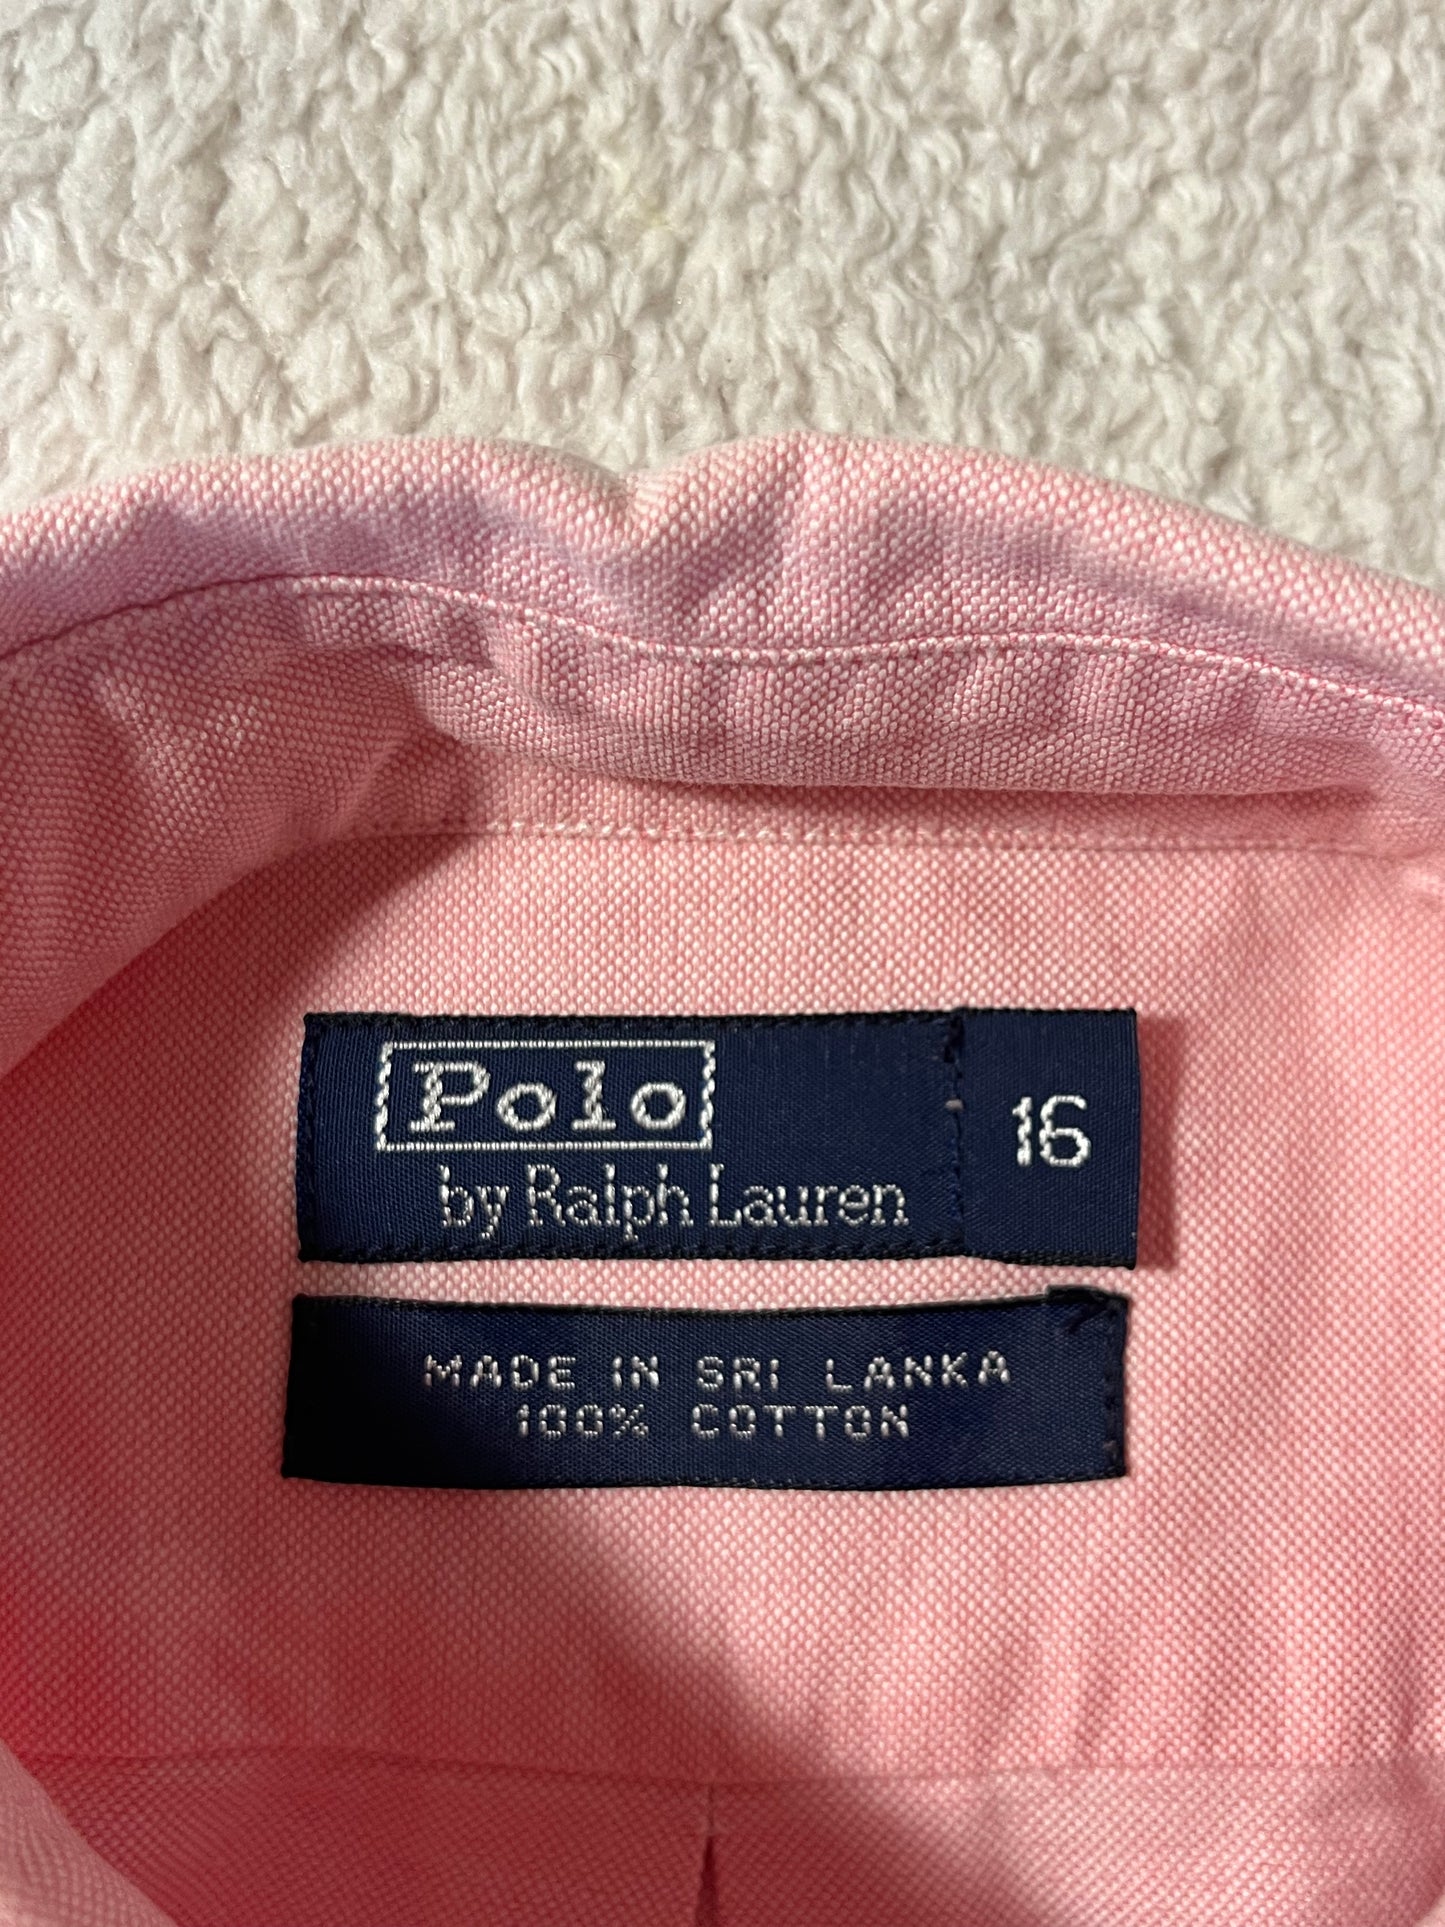 Polo
by Ralph Lauren
16
MADE IN SRI LANKA
100% COTTON